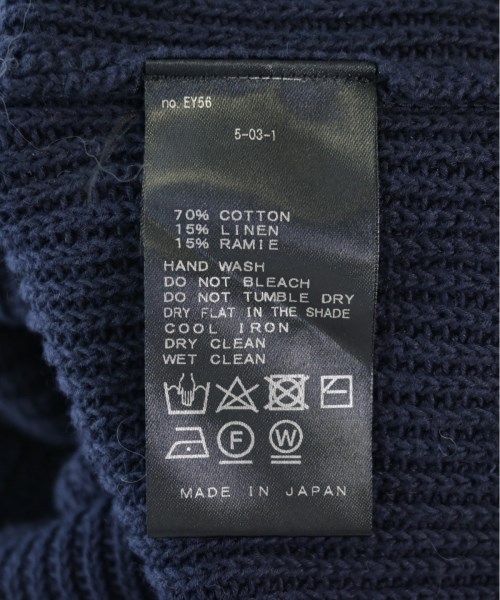 no. EY56
5-03-1
70% COTTON
15% LINEN
15% RAMIE
HAND WASH
DO NOT BLEACH
DO NOT TUMBLE DRY
DRY FLAT IN THE SHADE
COOL IRON
DRY CLEAN
WET CLEAN
F W
MADE IN JAPAN